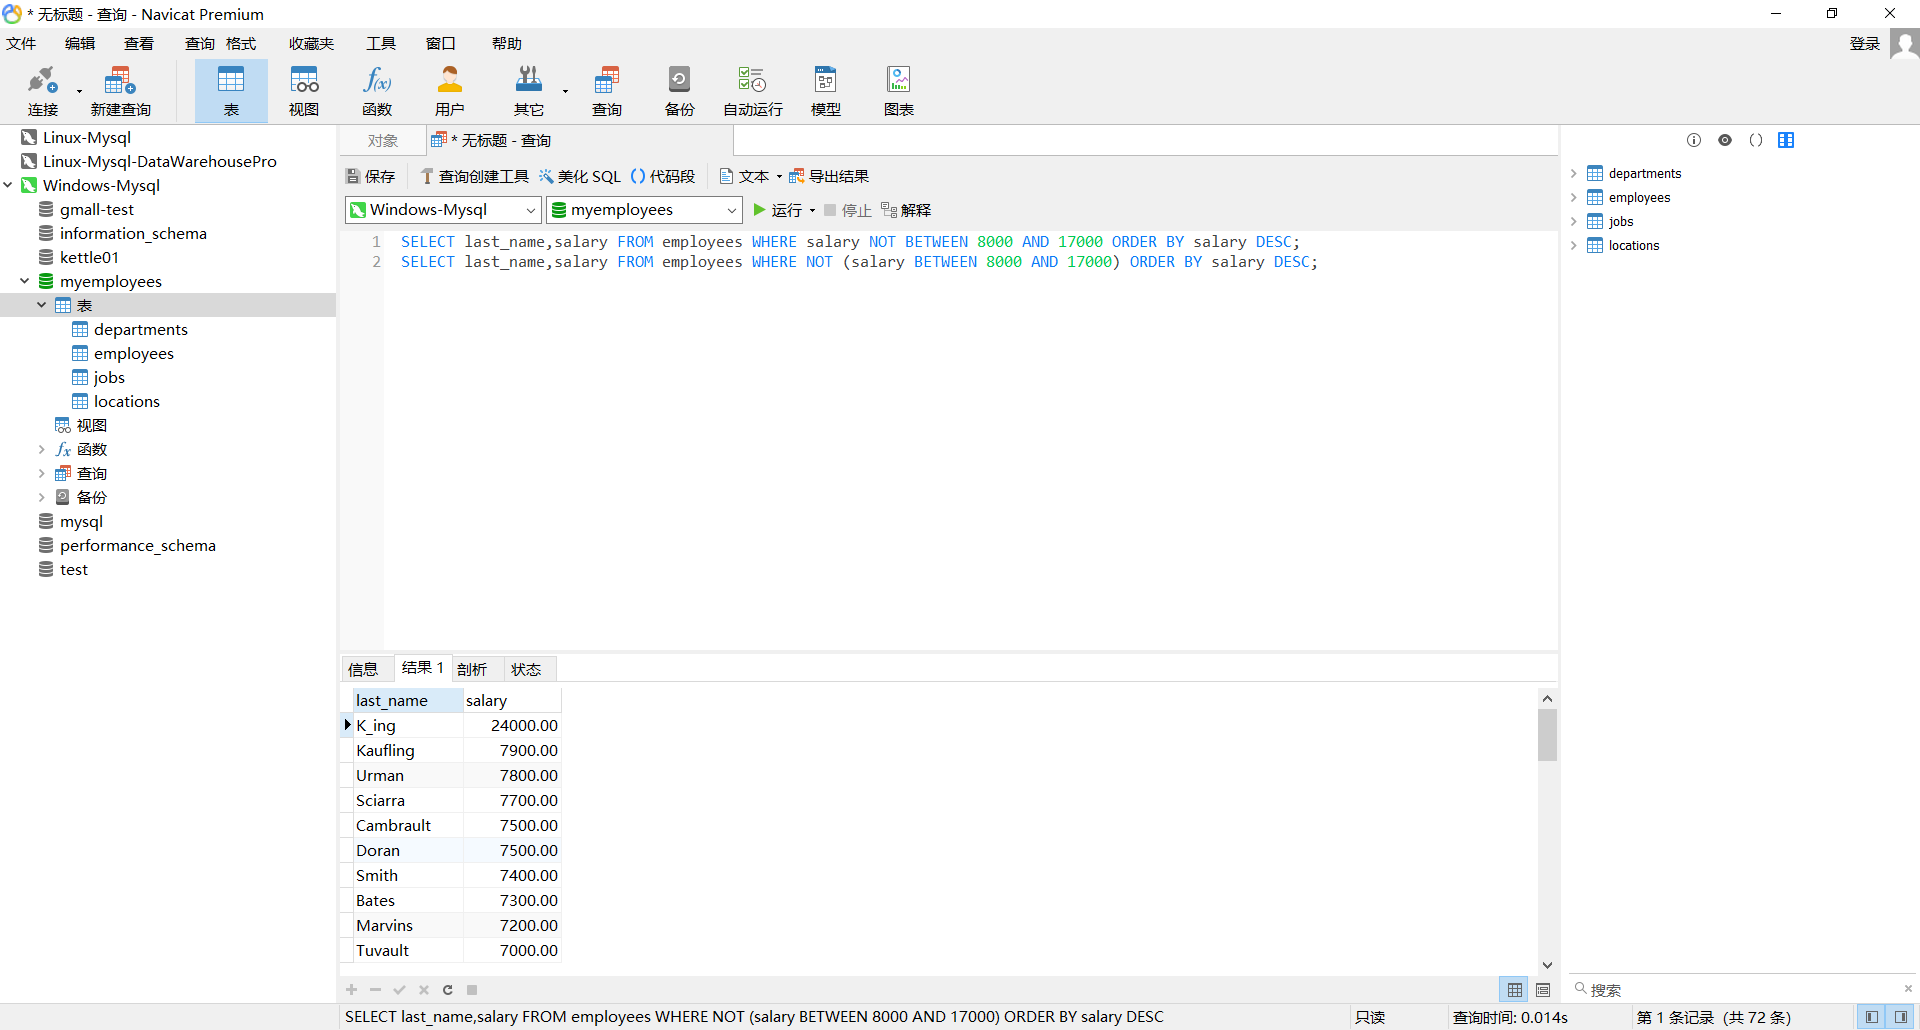 * 无标题 - 查询 - Navicat Premium
文件 编辑 查看 查询 格式 收藏夹 工具 窗口 帮助 登录
连接 新建查询 表 视图 函数 用户 其它 查询 备份 自动运行 模型 图表
Linux-Mysql
Linux-Mysql-DataWarehousePro
Windows-Mysql
gmall-test
information_schema
kettle01
myemployees
表
departments
employees
jobs
locations
视图
函数
查询
备份
mysql
performance_schema
test
对象 * 无标题 - 查询
保存 查询创建工具 美化 SQL () 代码段 文本 导出结果
Windows-Mysql myemployees 运行 停止 解释
1 SELECT last_name,salary FROM employees WHERE salary NOT BETWEEN 8000 AND 17000 ORDER BY salary DESC;
2 SELECT last_name,salary FROM employees WHERE NOT (salary BETWEEN 8000 AND 17000) ORDER BY salary DESC;
信息 结果 1 剖析 状态
last_name salary
K_ing 24000.00
Kaufling 7900.00
Urman 7800.00
Sciarra 7700.00
Cambrault 7500.00
Doran 7500.00
Smith 7400.00
Bates 7300.00
Marvins 7200.00
Tuvault 7000.00
departments
employees
jobs
locations
搜索
SELECT last_name,salary FROM employees WHERE NOT (salary BETWEEN 8000 AND 17000) ORDER BY salary DESC 只读 查询时间: 0.014s 第 1 条记录 (共 72 条)